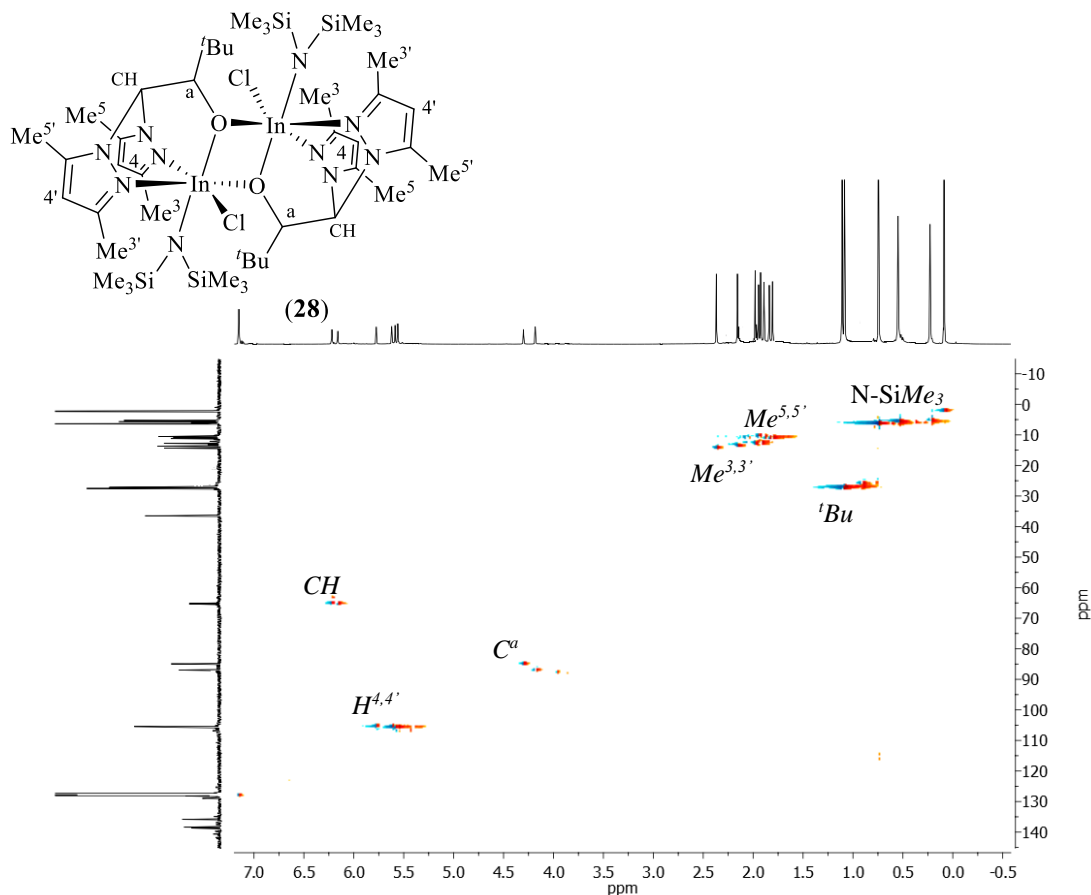 Me₃Si SiMe₃
ᵗBu
N
Me³'
CH
Cl
a
Me³
4'
Me⁵
O In N
N
4
N
Me⁵'
N
N
N
4
N
N
Me⁵'
N
In O
Me⁵
4'
Me³
Cl
a
CH
Me³'
N
ᵗBu
Me₃Si SiMe₃
(28)
N-SiMe₃
Me⁵,⁵’
Me³,³’
ᵗBu
CH
Cᵃ
H⁴,⁴’
-10
0
10
20
30
40
50
60
70
80
90
100
110
120
130
140
ppm
7.0 6.5 6.0 5.5 5.0 4.5 4.0 3.5 3.0 2.5 2.0 1.5 1.0 0.5 0.0 -0.5
ppm